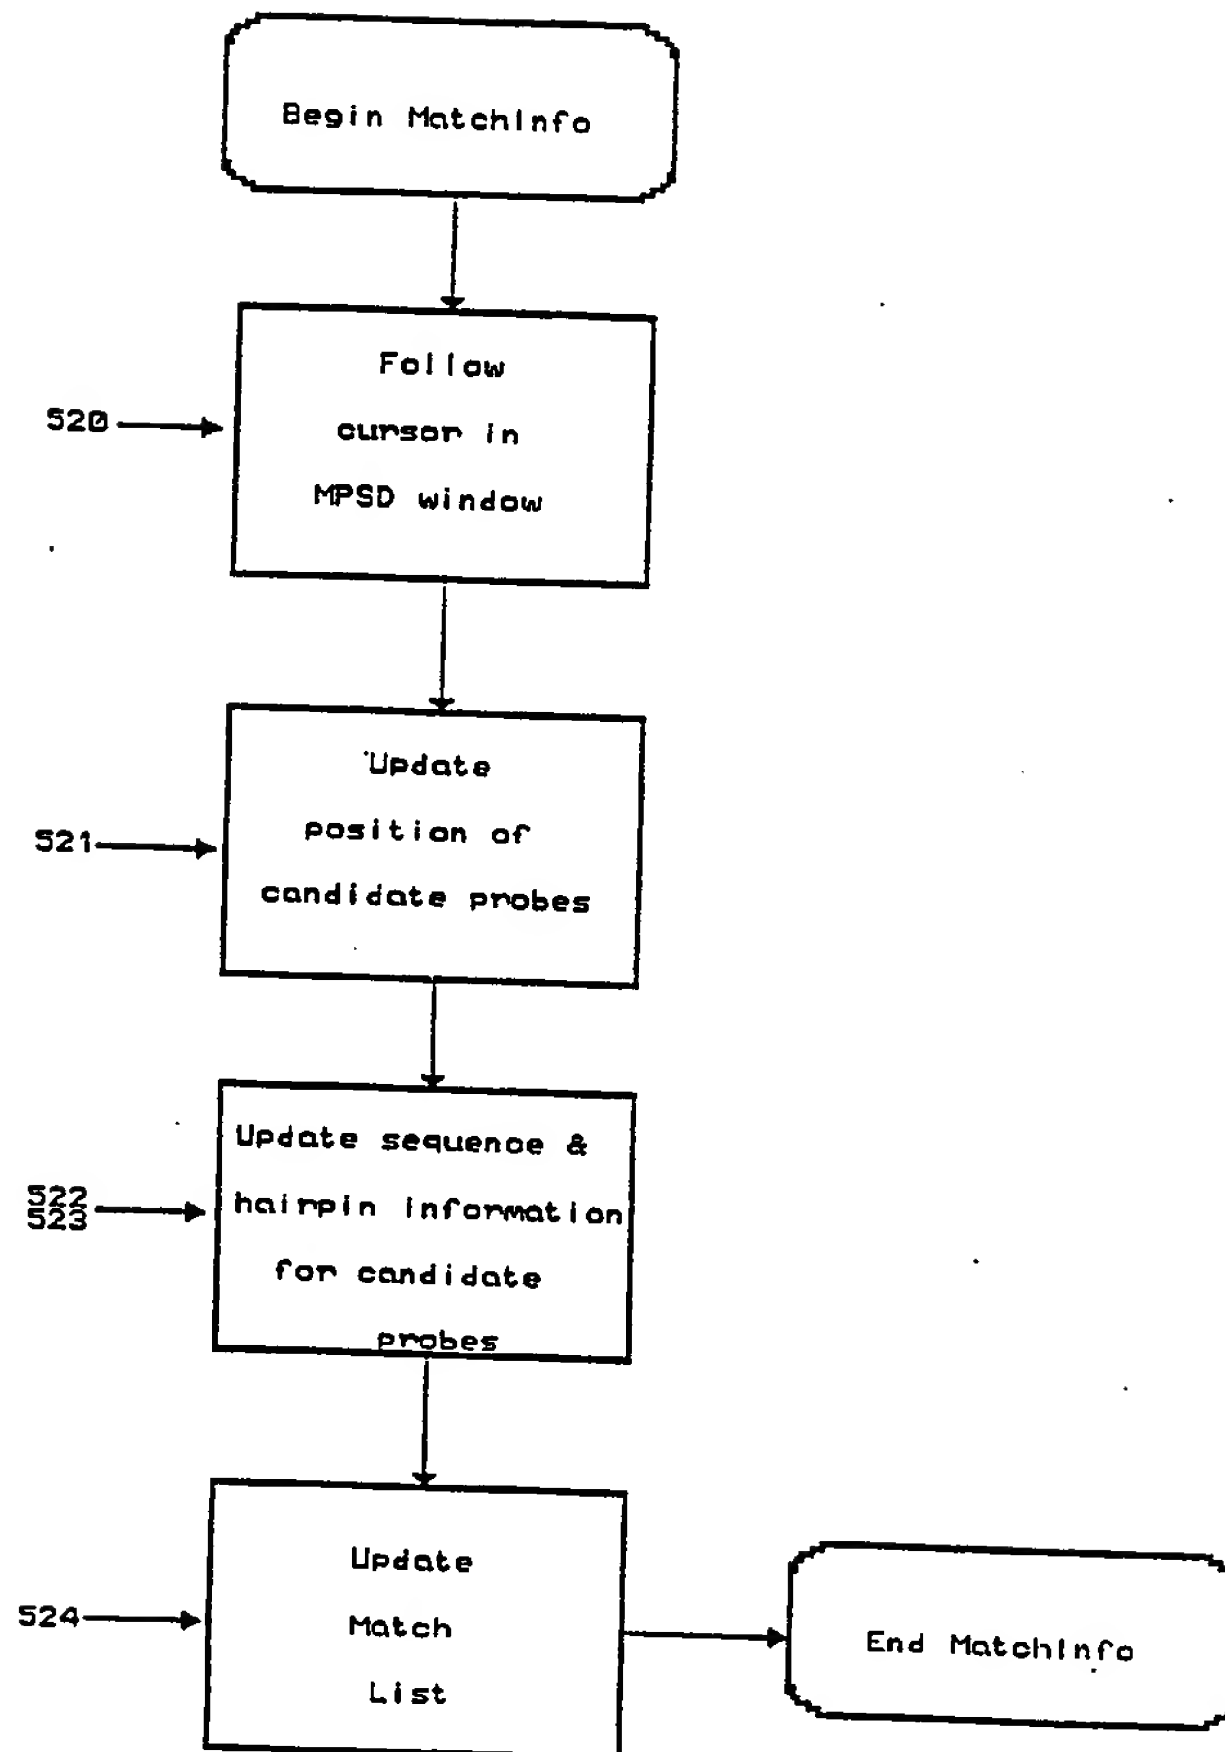 Begin MatchInfo
Follow
cursor in
MPSD window
520
Update
position of
candidate probes
521
Update sequence &
hairpin information
for candidate
probes
522
523
Update
Match
List
524
End MatchInfo